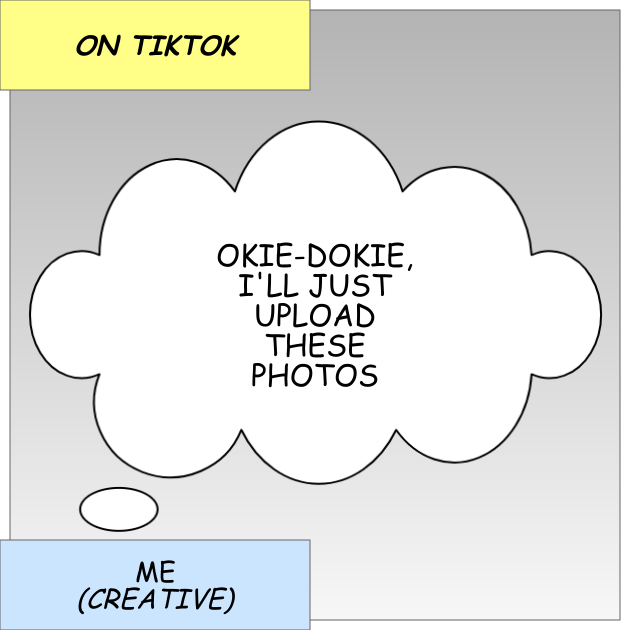 ON TIKTOK
OKIE-DOKIE,
I'LL JUST
UPLOAD
THESE
PHOTOS
ME
(CREATIVE)